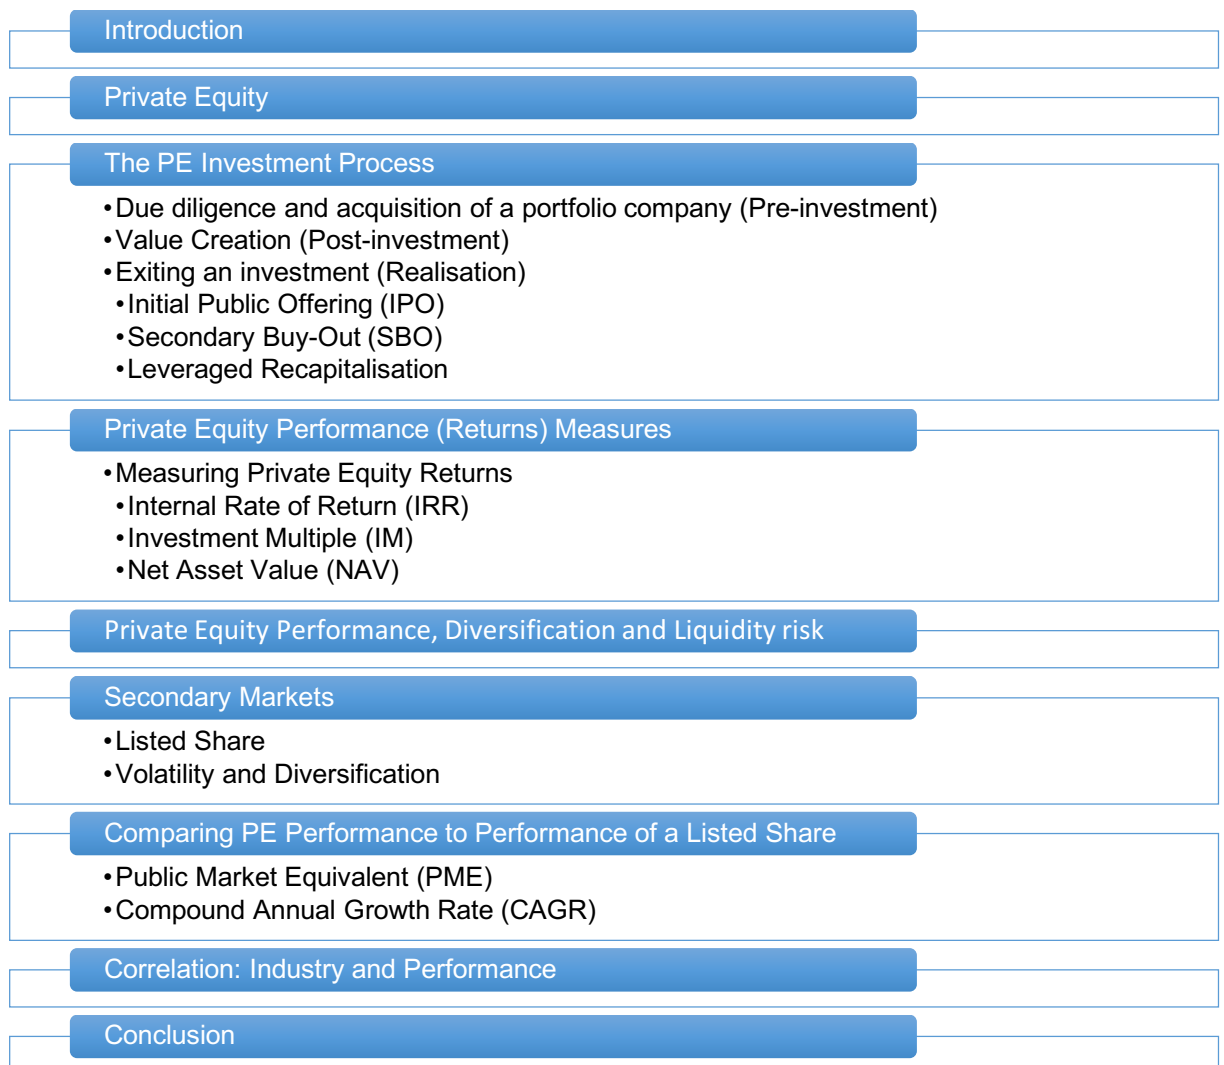 Introduction
Private Equity
The PE Investment Process
•Due diligence and acquisition of a portfolio company (Pre-investment)
•Value Creation (Post-investment)
•Exiting an investment (Realisation)
•Initial Public Offering (IPO)
•Secondary Buy-Out (SBO)
•Leveraged Recapitalisation
Private Equity Performance (Returns) Measures
•Measuring Private Equity Returns
•Internal Rate of Return (IRR)
•Investment Multiple (IM)
•Net Asset Value (NAV)
Private Equity Performance, Diversification and Liquidity risk
Secondary Markets
•Listed Share
•Volatility and Diversification
Comparing PE Performance to Performance of a Listed Share
•Public Market Equivalent (PME)
•Compound Annual Growth Rate (CAGR)
Correlation: Industry and Performance
Conclusion